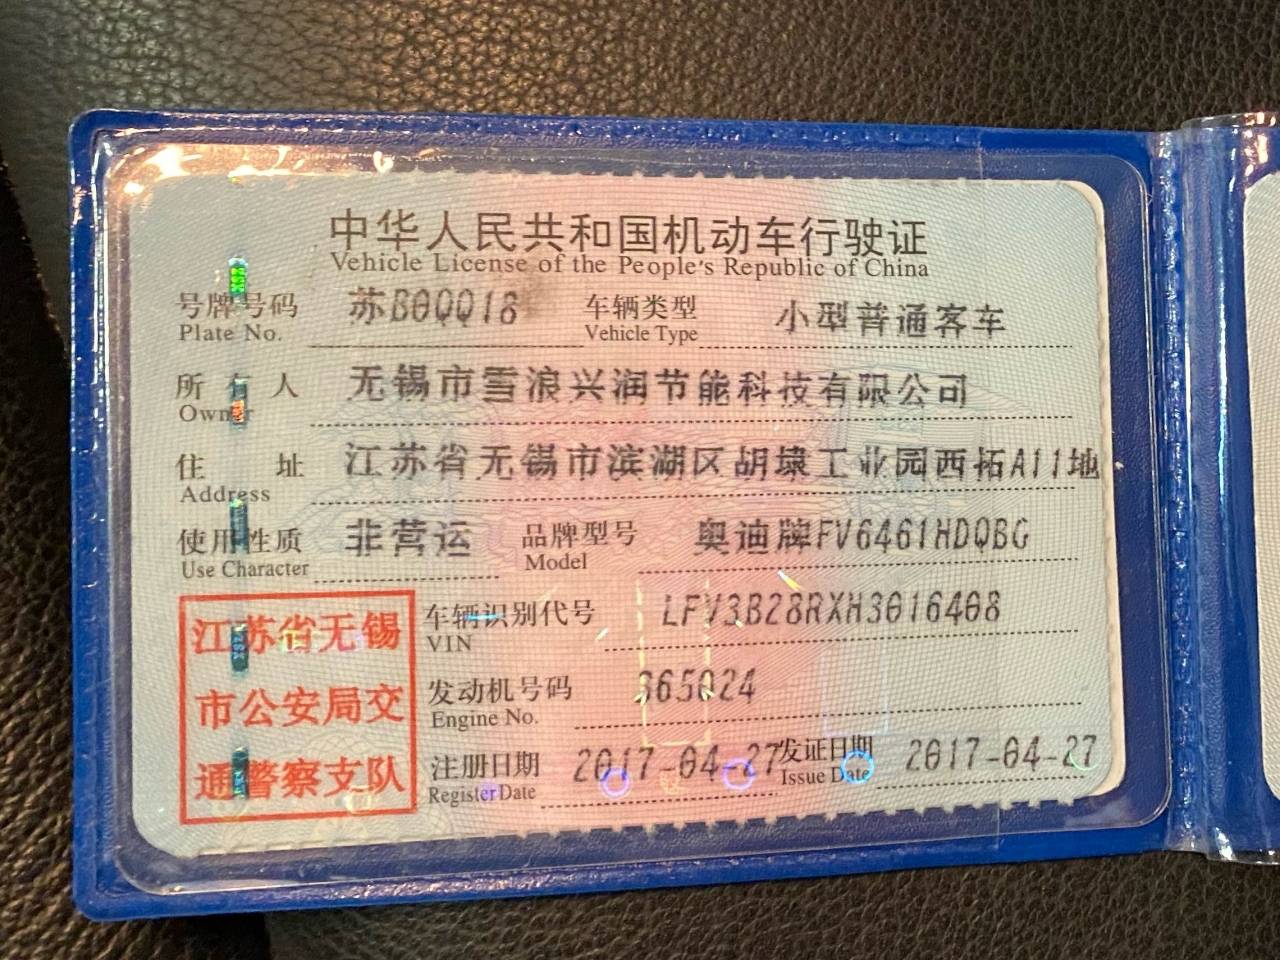 中华人民共和国机动车行驶证
Vehicle License of the People's Republic of China
号牌号码 苏B0QQ18 车辆类型 小型普通客车
Plate No. Vehicle Type
所有人 无锡市雪浪兴润节能科技有限公司
Owner
住址 江苏省无锡市滨湖区胡埭工业园西拓A11地
Address
使用性质 非营运 品牌型号 奥迪牌FV6461HDQBG
Use Character Model
车辆识别代号 LFV3B28RXH3016408
VIN
发动机号码 S65024
Engine No.
注册日期 2017-04-27 发证日期 2017-04-27
Register Date Issue Date
江苏省无锡
市公安局交
通警察支队